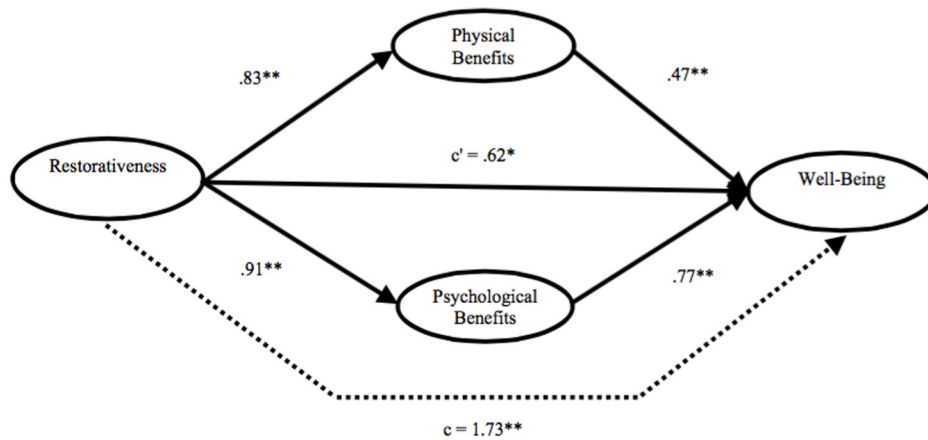 Physical
Benefits
.83**
.47**
Restorativeness
c' = .62*
Well-Being
.91**
.77**
Psychological
Benefits
c = 1.73**